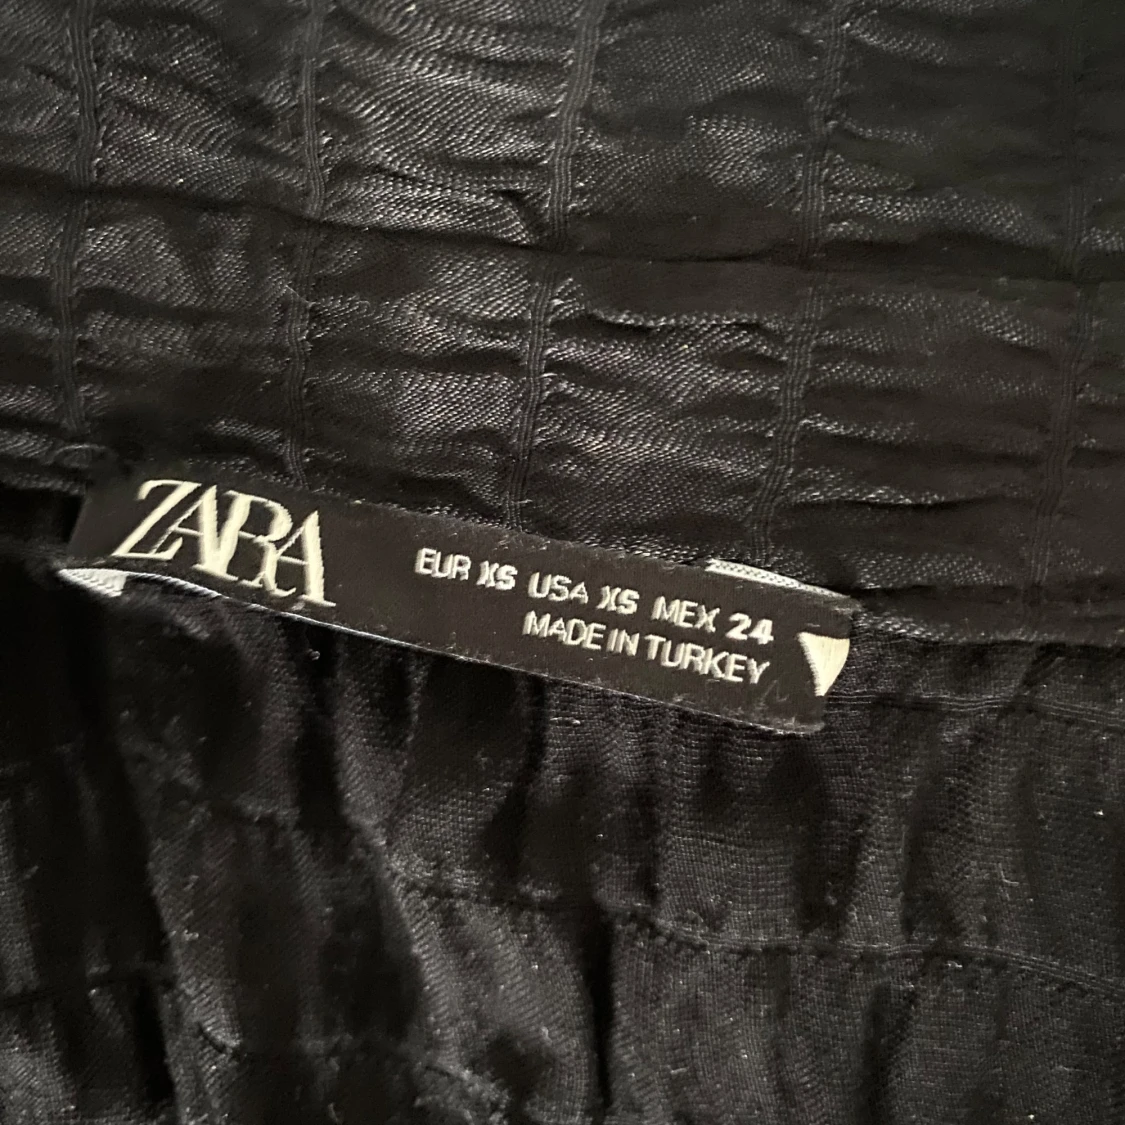 ZARA
EUR XS USA XS MEX 24
MADE IN TURKEY